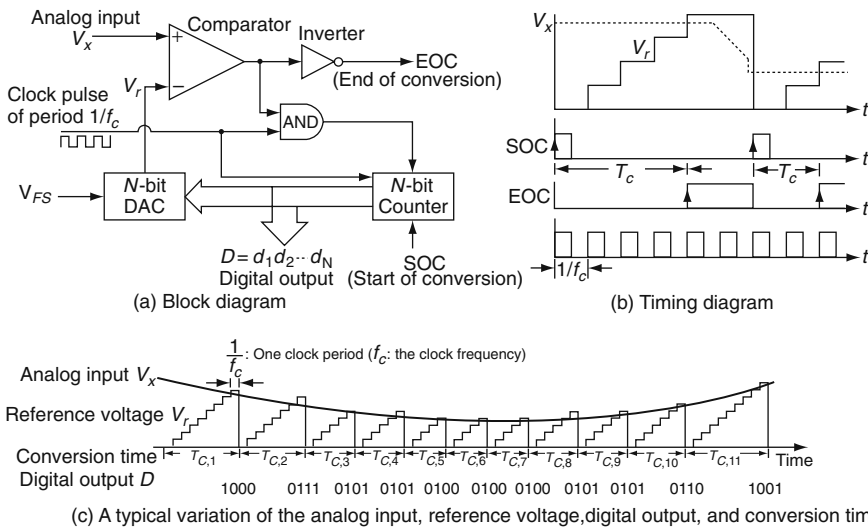 Analog input
V_x
Comparator
+
−
V_r
Inverter
EOC
(End of conversion)
Clock pulse
of period 1/f_c
AND
V_FS
N-bit
DAC
N-bit
Counter
D = d_1 d_2 ·· d_N
Digital output
SOC
(Start of conversion)
(a) Block diagram
V_x
V_r
t
SOC
t
T_c
T_c
EOC
t
t
1/f_c
(b) Timing diagram
1/f_c : One clock period (f_c: the clock frequency)
Analog input V_x
Reference voltage V_r
Conversion time
T_C,1 T_C,2 T_C,3 T_C,4 T_C,5 T_C,6 T_C,7 T_C,8 T_C,9 T_C,10 T_C,11
Time
Digital output D
1000 0111 0101 0101 0100 0100 0100 0101 0101 0110 1001
(c) A typical variation of the analog input, reference voltage,digital output, and conversion tim